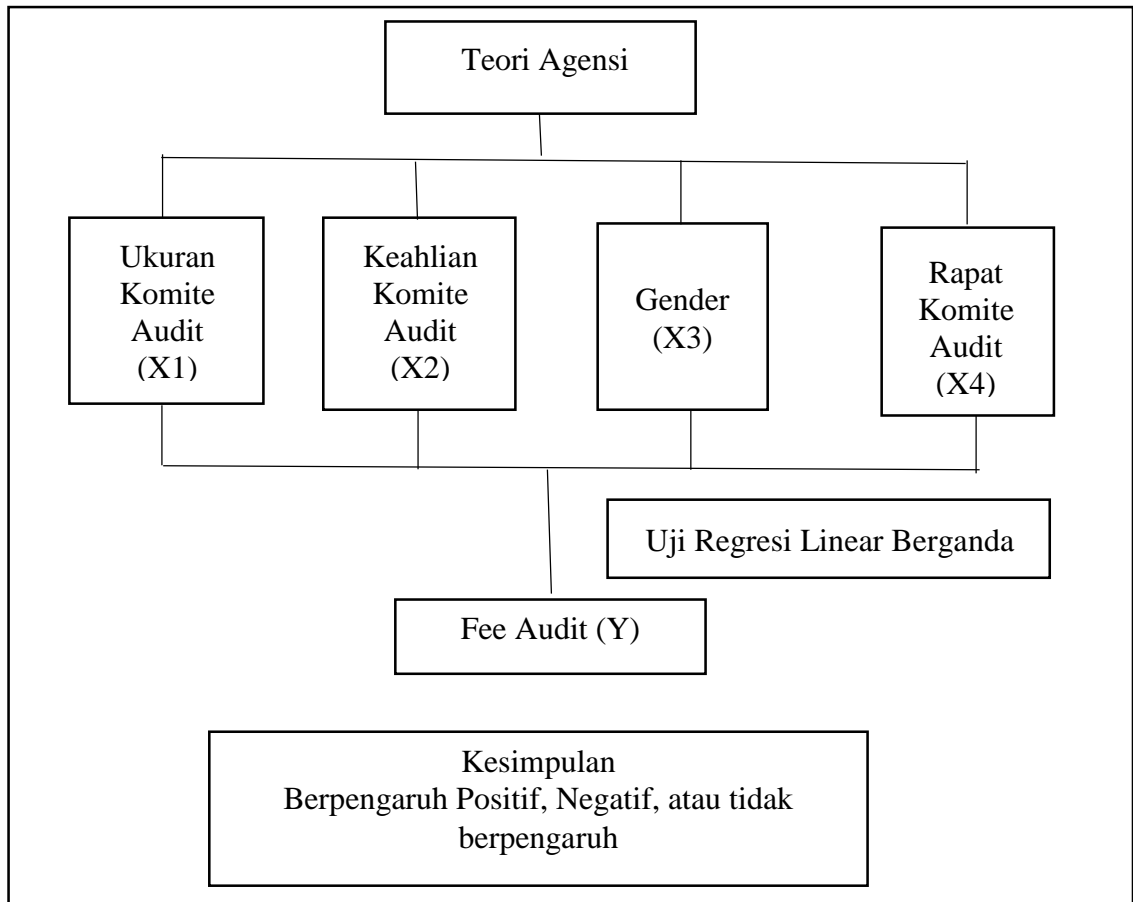 Teori Agensi
Ukuran
Komite
Audit
(X1)
Keahlian
Komite
Audit
(X2)
Gender
(X3)
Rapat
Komite
Audit
(X4)
Uji Regresi Linear Berganda
Fee Audit (Y)
Kesimpulan
Berpengaruh Positif, Negatif, atau tidak
berpengaruh